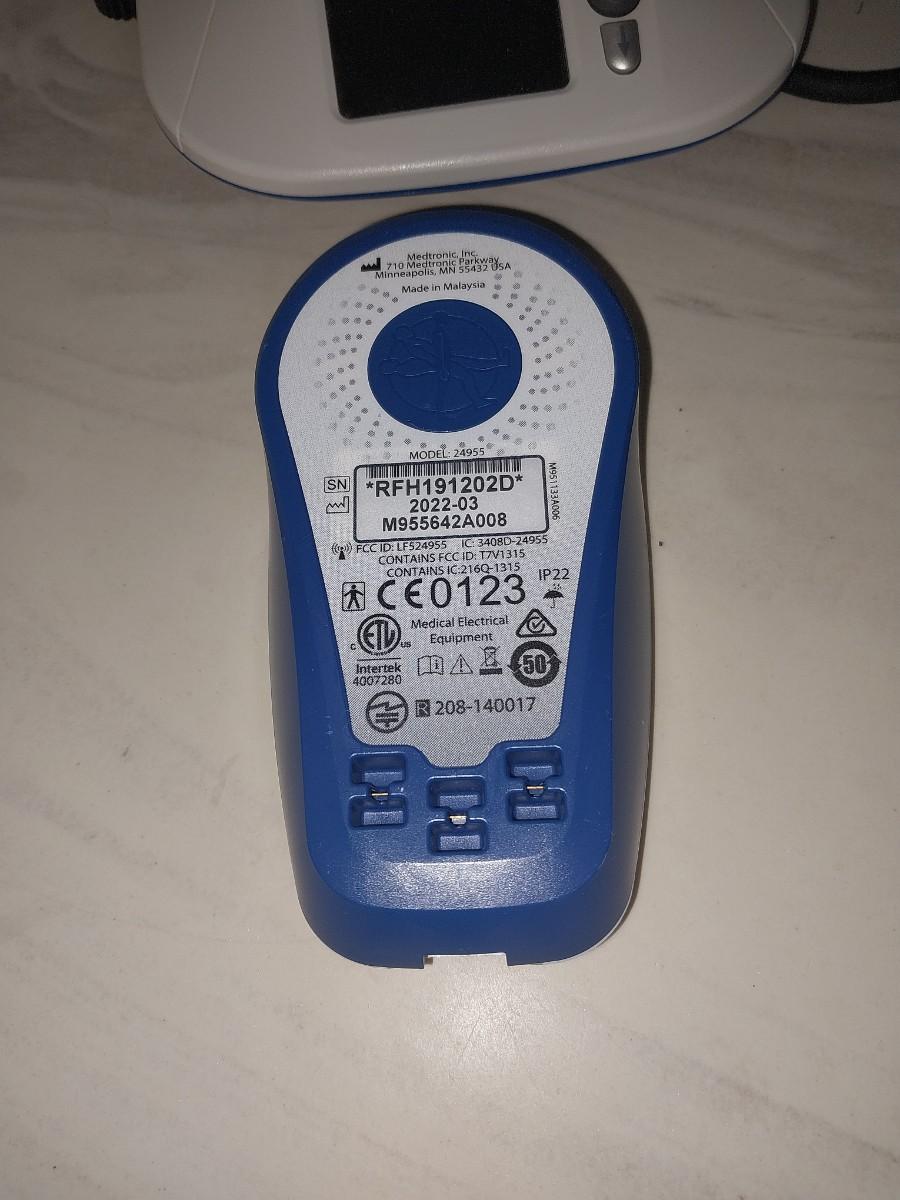 Medtronic, Inc.
710 Medtronic Parkway
Minneapolis, MN 55432 USA
Made in Malaysia
MODEL: 24955
SN
*RFH191202D*
2022-03
M955642A008
M951133A006
FCC ID: LF524955 IC: 3408D-24955
CONTAINS FCC ID: T7V1315
CONTAINS IC:216Q-1315
IP22
CE0123
Medical Electrical
Equipment
C ETL US
Intertek
4007280
50
R 208-140017